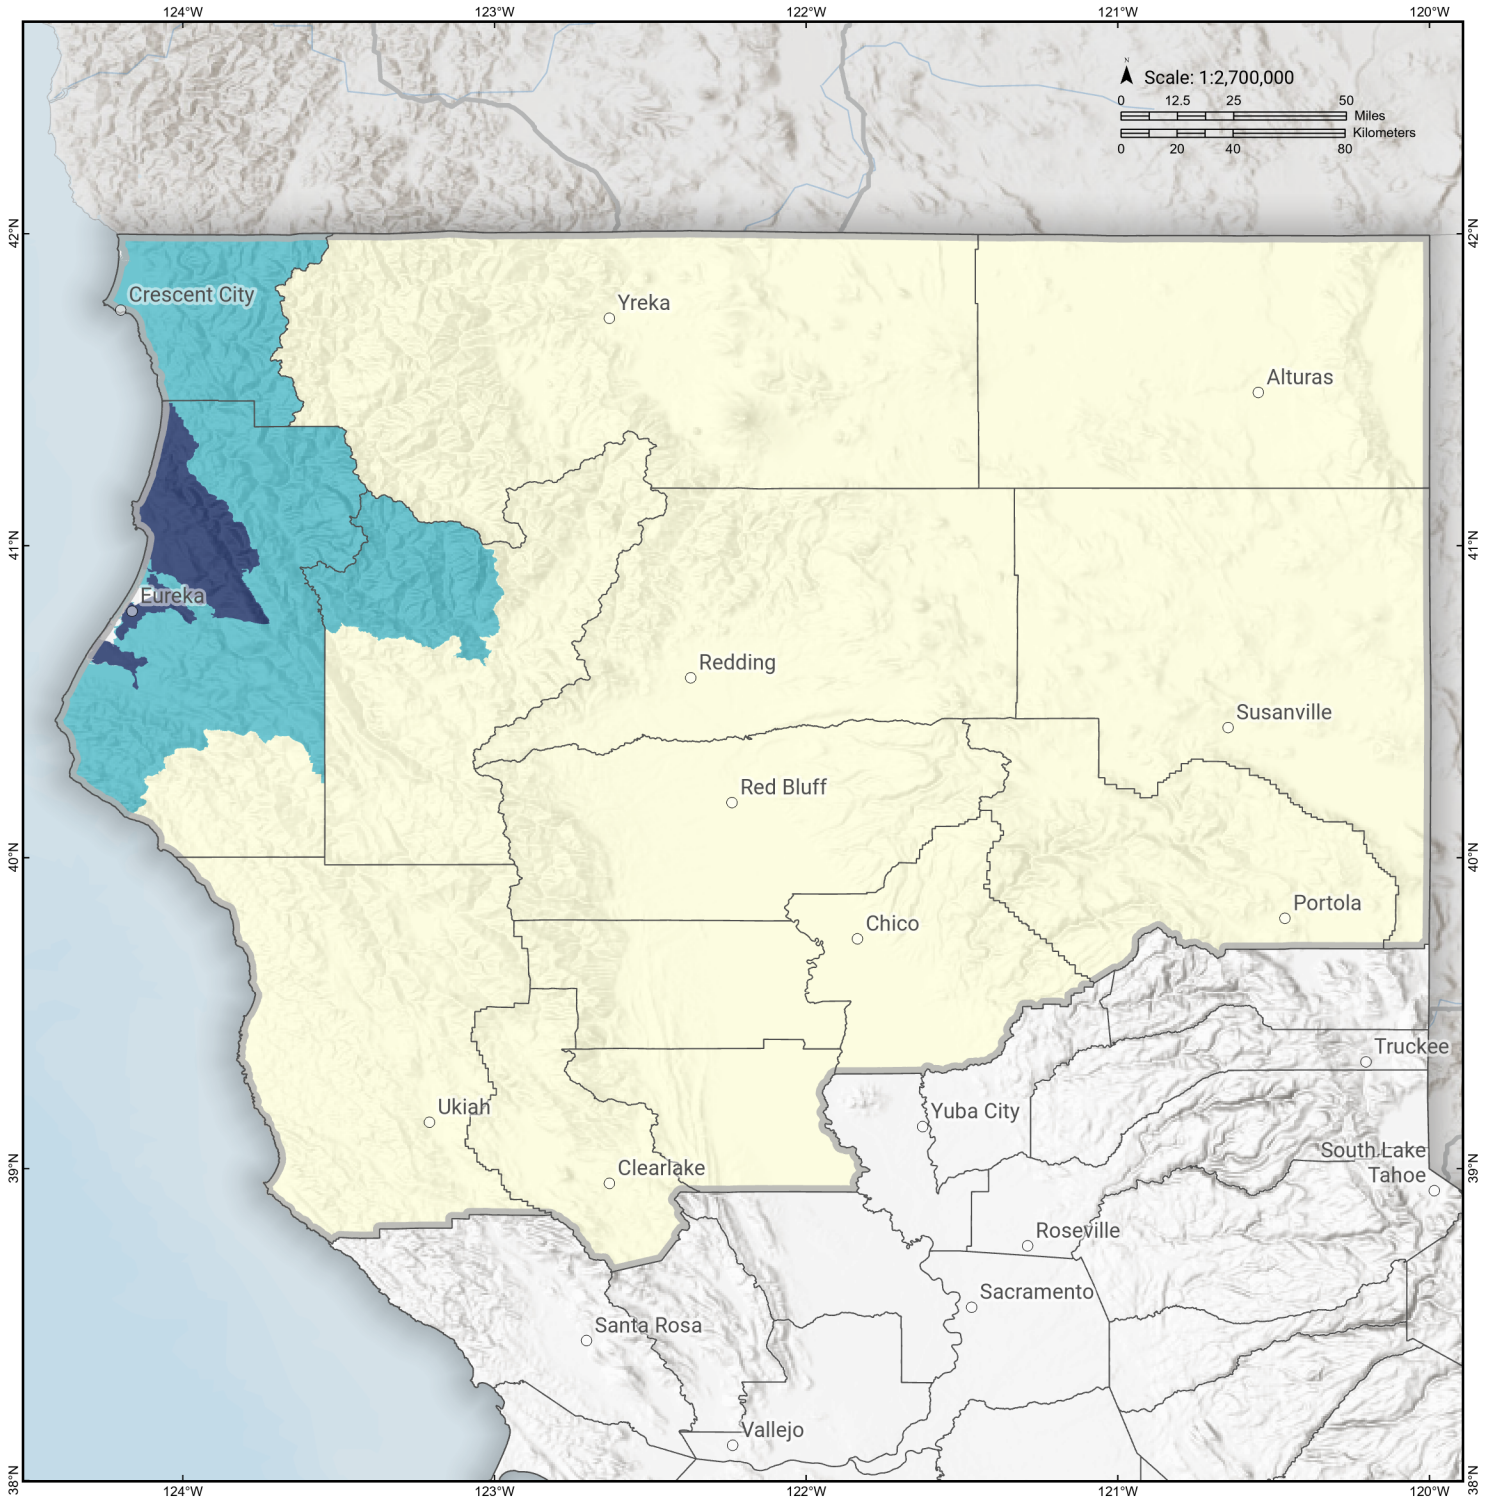 124°W
123°W
122°W
121°W
120°W
N
Scale: 1:2,700,000
0
12.5
25
50
Miles
Kilometers
0
20
40
80
42°N
42°N
Crescent City
Yreka
Alturas
41°N
41°N
Eureka
Redding
Susanville
Red Bluff
40°N
40°N
Portola
Chico
Truckee
Ukiah
Yuba City
South Lake
Tahoe
39°N
39°N
Clearlake
Roseville
Sacramento
Santa Rosa
Vallejo
38°N
38°N
124°W
123°W
122°W
121°W
120°W